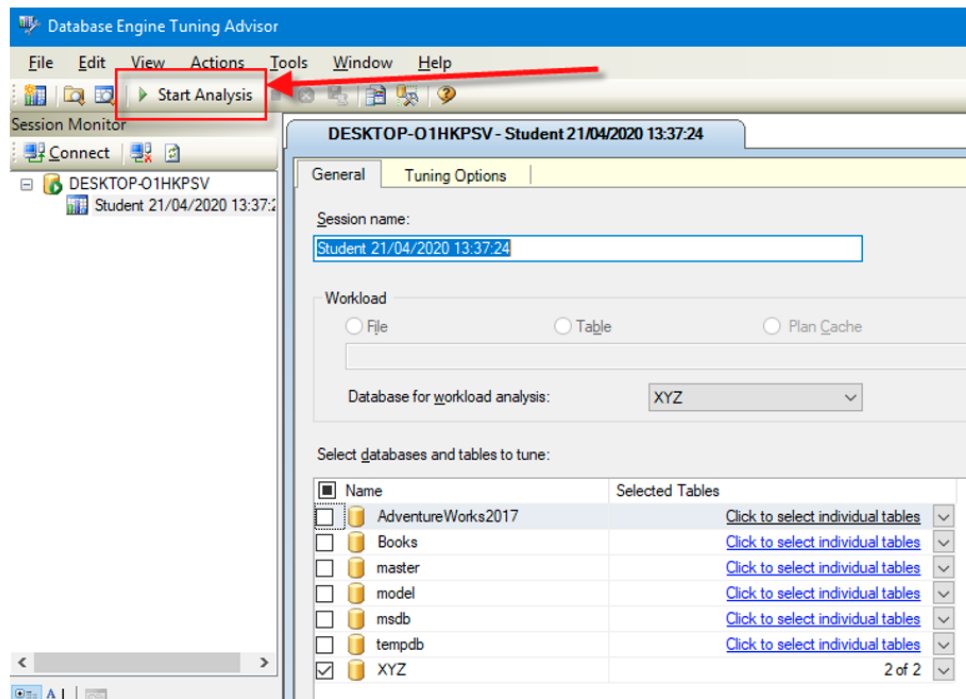 Database Engine Tuning Advisor
File Edit View Actions Tools Window Help
Start Analysis
Session Monitor
Connect
DESKTOP-O1HKPSV
Student 21/04/2020 13:37:2
DESKTOP-O1HKPSV - Student 21/04/2020 13:37:24
General Tuning Options
Session name:
Student 21/04/2020 13:37:24
Workload
File Table Plan Cache
Database for workload analysis: XYZ
Select databases and tables to tune:
Name Selected Tables
AdventureWorks2017 Click to select individual tables
Books Click to select individual tables
master Click to select individual tables
model Click to select individual tables
msdb Click to select individual tables
tempdb Click to select individual tables
XYZ 2 of 2